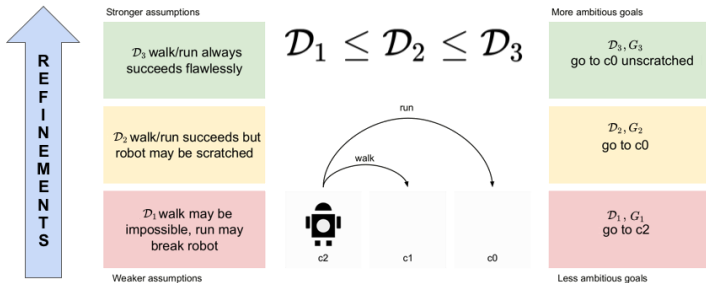 Stronger assumptions
More ambitious goals
REFINEMENTS
𝒟₃ walk/run always
succeeds flawlessly
𝒟₁ ≤ 𝒟₂ ≤ 𝒟₃
𝒟₃, G₃
go to c0 unscratched
𝒟₂ walk/run succeeds but
robot may be scratched
run
walk
𝒟₂, G₂
go to c0
𝒟₁ walk may be
impossible, run may
break robot
c2
c1
c0
𝒟₁, G₁
go to c2
Weaker assumptions
Less ambitious goals